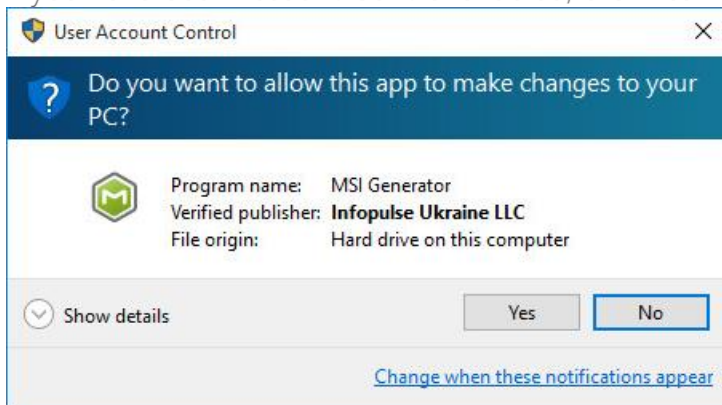 User Account Control
Do you want to allow this app to make changes to your
PC?
Program name: MSI Generator
Verified publisher: Infopulse Ukraine LLC
File origin: Hard drive on this computer
Show details
Yes
No
Change when these notifications appear